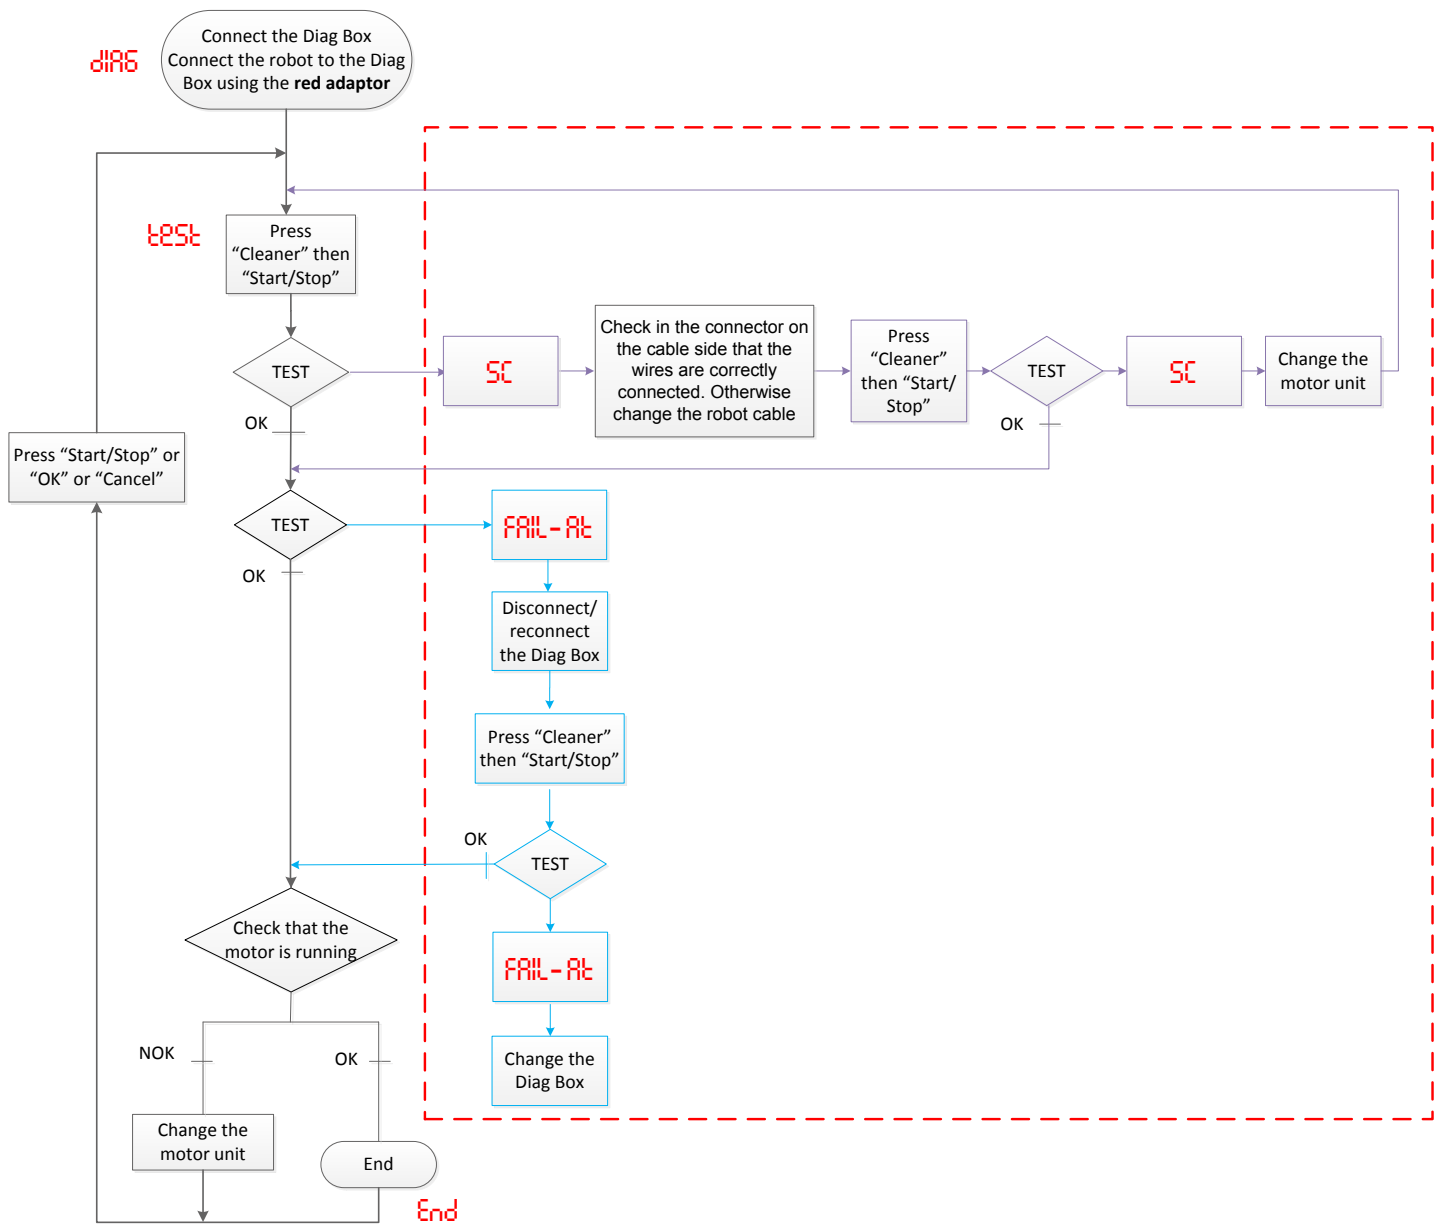 dIAG
Connect the Diag Box
Connect the robot to the Diag
Box using the red adaptor
tESt
Press
“Cleaner” then
“Start/Stop”
TEST
OK
SC
Check in the connector on
the cable side that the
wires are correctly
connected. Otherwise
change the robot cable
Press
“Cleaner”
then “Start/
Stop”
TEST
OK
SC
Change the
motor unit
Press “Start/Stop” or
“OK” or “Cancel”
TEST
OK
FAIL-At
Disconnect/
reconnect
the Diag Box
Press “Cleaner”
then “Start/Stop”
OK
TEST
Check that the
motor is running
FAIL-At
Change the
Diag Box
NOK
OK
Change the
motor unit
End
End